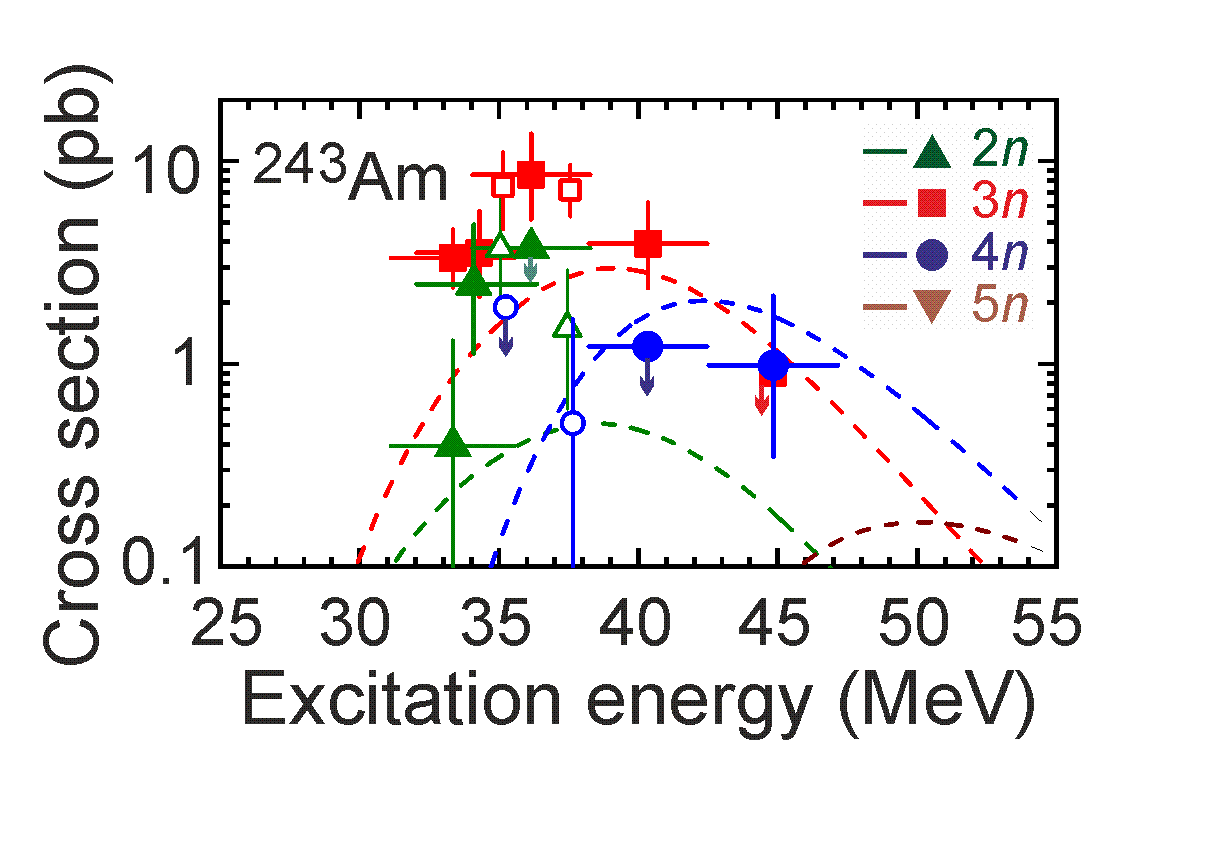 Cross section (pb)
10
1
0.1
²⁴³Am
2n
3n
4n
5n
25 30 35 40 45 50 55
Excitation energy (MeV)